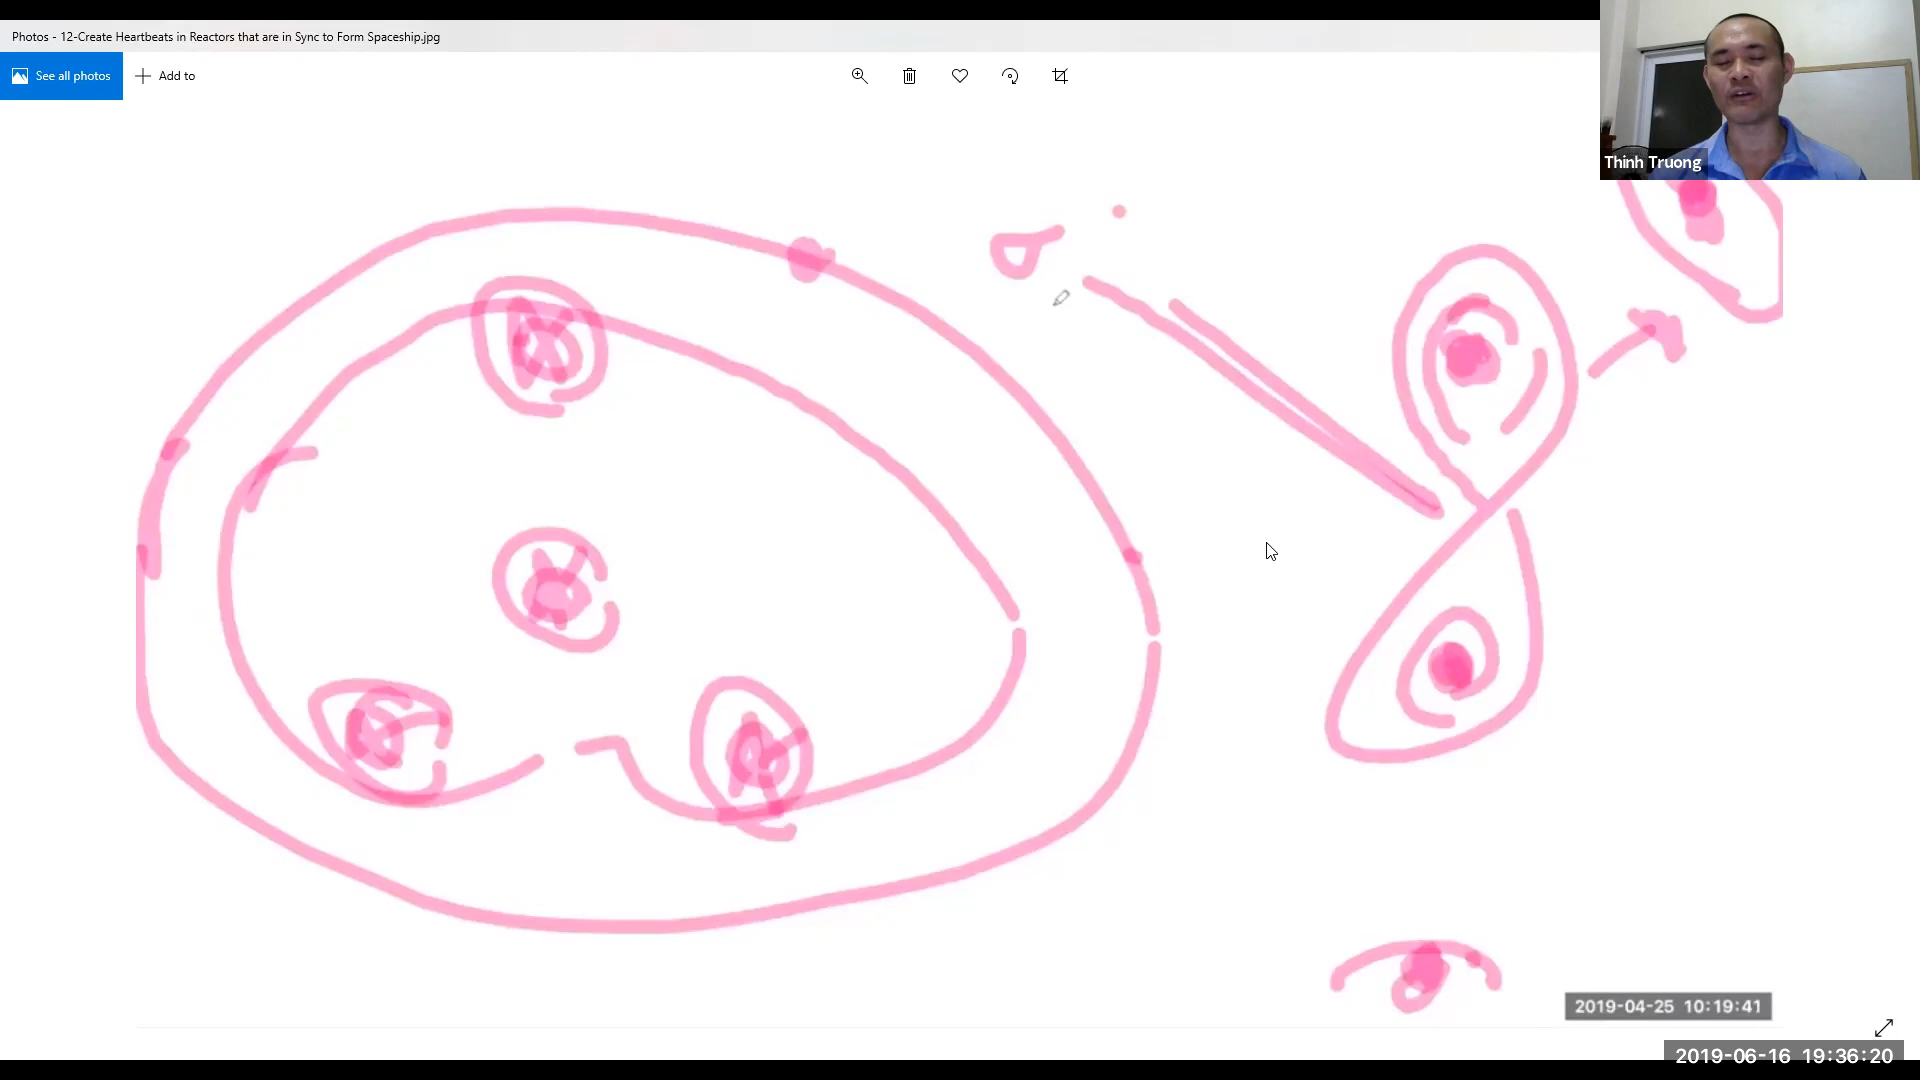 Photos - 12-Create Heartbeats in Reactors that are in Sync to Form Spaceship.jpg
See all photos
Add to
Thinh Truong
2019-04-25 10:19:41
2019-06-16 19:36:20